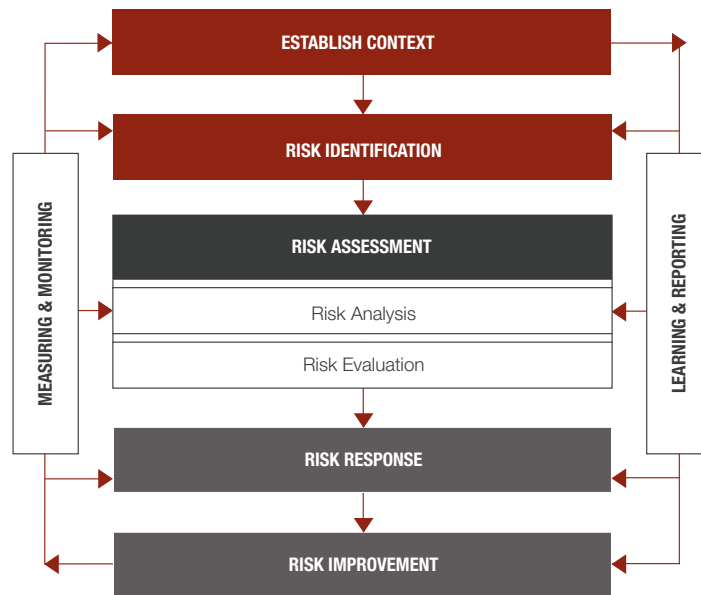 ESTABLISH CONTEXT
RISK IDENTIFICATION
MEASURING & MONITORING
RISK ASSESSMENT
Risk Analysis
Risk Evaluation
LEARNING & REPORTING
RISK RESPONSE
RISK IMPROVEMENT